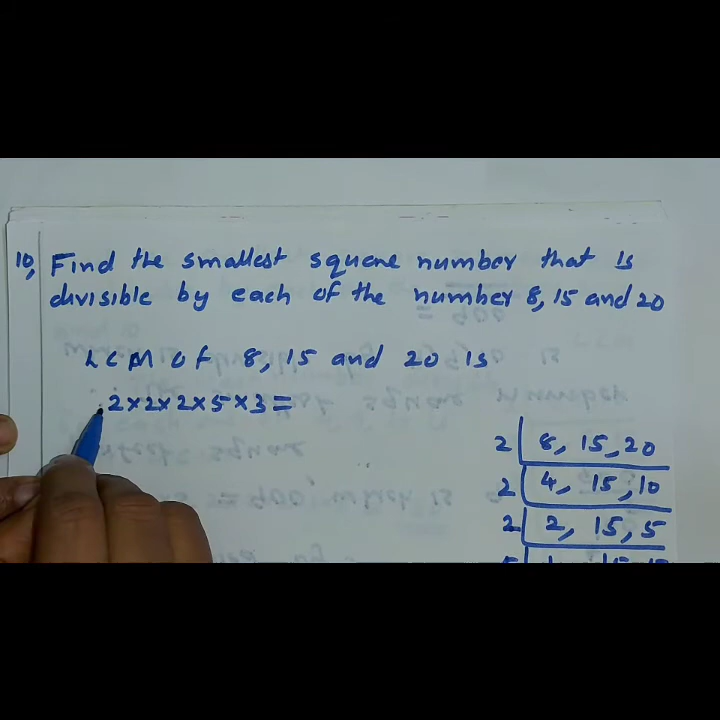 10, Find the smallest square number that is
divisible by each of the number 8, 15 and 20
LCM of 8, 15 and 20 is
2×2×2×5×3=
2 | 8, 15, 20
2 | 4, 15, 10
2 | 2, 15, 5